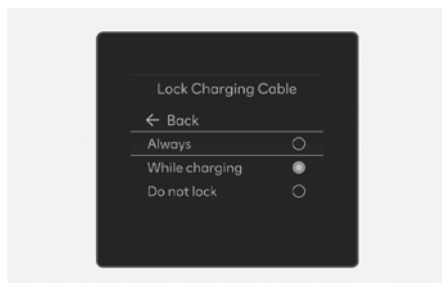 Lock Charging Cable
← Back
Always
While charging
Do not lock